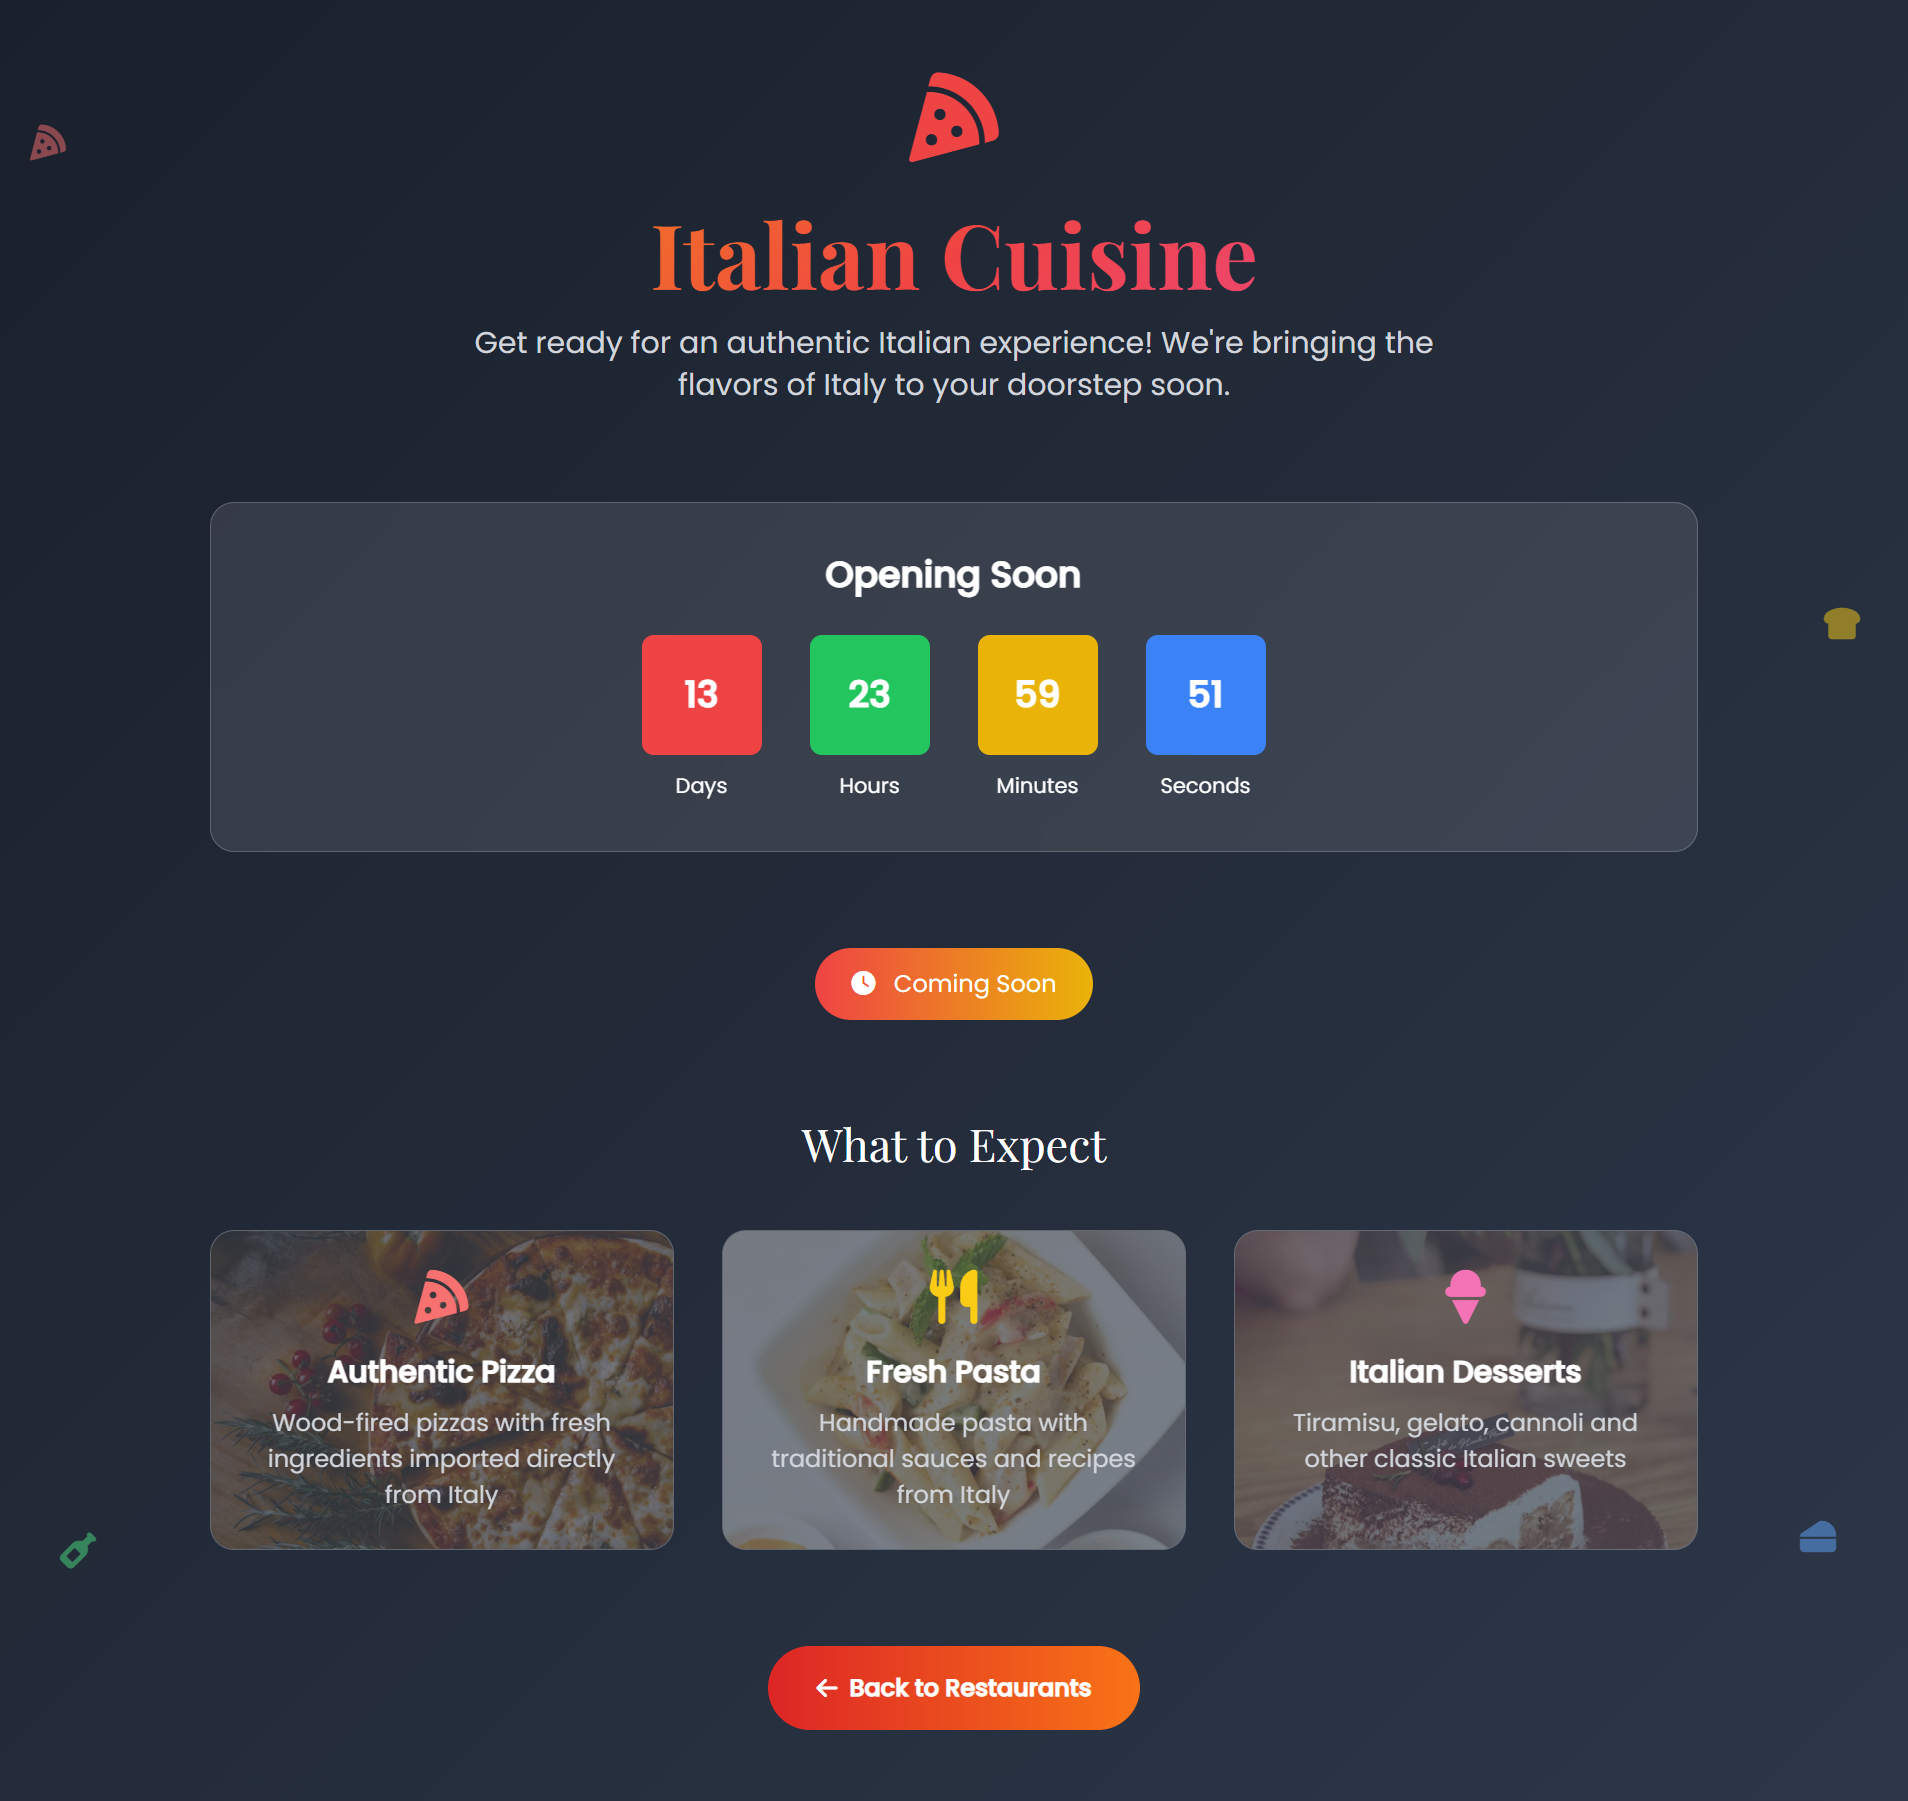 Italian Cuisine
Get ready for an authentic Italian experience! We're bringing the
flavors of Italy to your doorstep soon.
Opening Soon
13 23 59 51
Days Hours Minutes Seconds
Coming Soon
What to Expect
Authentic Pizza
Wood-fired pizzas with fresh
ingredients imported directly
from Italy
Fresh Pasta
Handmade pasta with
traditional sauces and recipes
from Italy
Italian Desserts
Tiramisu, gelato, cannoli and
other classic Italian sweets
Back to Restaurants